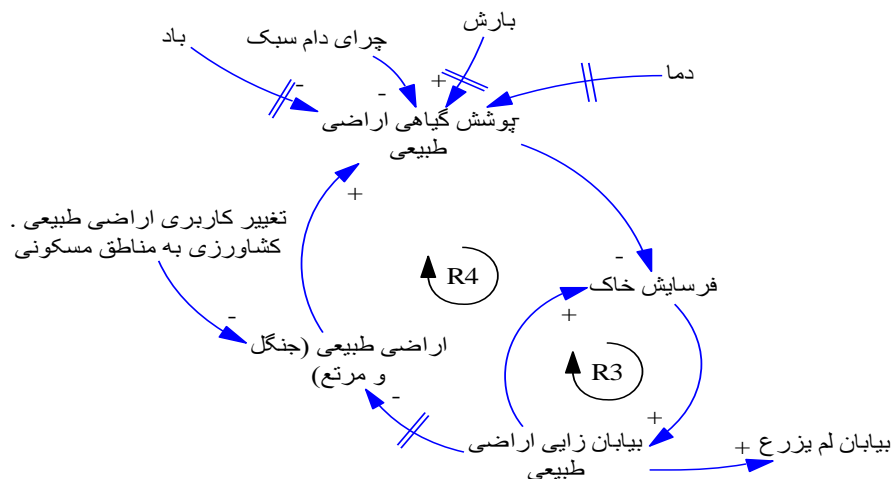 بارش
چرای دام سبک
باد
دما
-
+
-
-
پوشش گیاهی اراضی
طبیعی
+
تغییر کاربری اراضی طبیعی .
کشاورزی به مناطق مسکونی
-
R4
فرسایش خاک
+
-
اراضی طبیعی (جنگل
و مرتع)
R3
-
+
بیابان زایی اراضی
طبیعی
+
بیابان لم یزرع